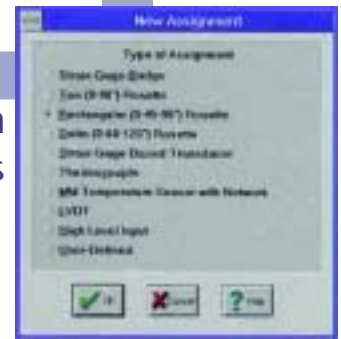 New Assignment
Type of Assignment
Strain Gage Bridge
Tee (0-90°) Rosette
Rectangular (0-45-90°) Rosette
Delta (0-60-120°) Rosette
Strain Gage Based Transducer
Thermocouple
MM Temperature Sensor with Network
LVDT
High Level Input
User-Defined
OK Cancel ? Help